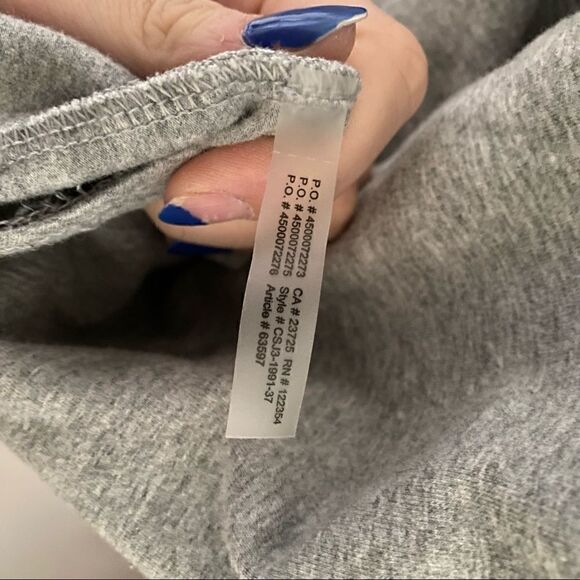 P.O. # 4500072273 CA # 23725 RN # 122354
P.O. # 4500072275 Style # CSJ3-1991-37
P.O. # 4500072276 Article # 63597